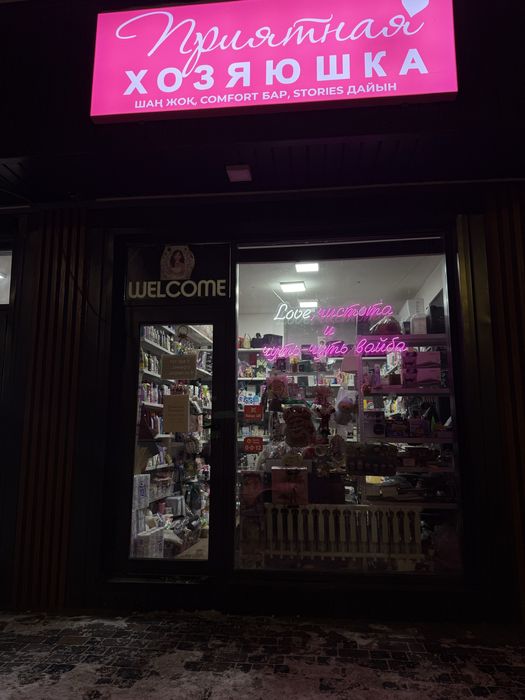 Приятная
ХОЗЯЮШКА
ШАҢ ЖОҚ, COMFORT БАР, STORIES ДАЙЫН
WELCOME
Love, чистота
и
чуть-чуть вайба